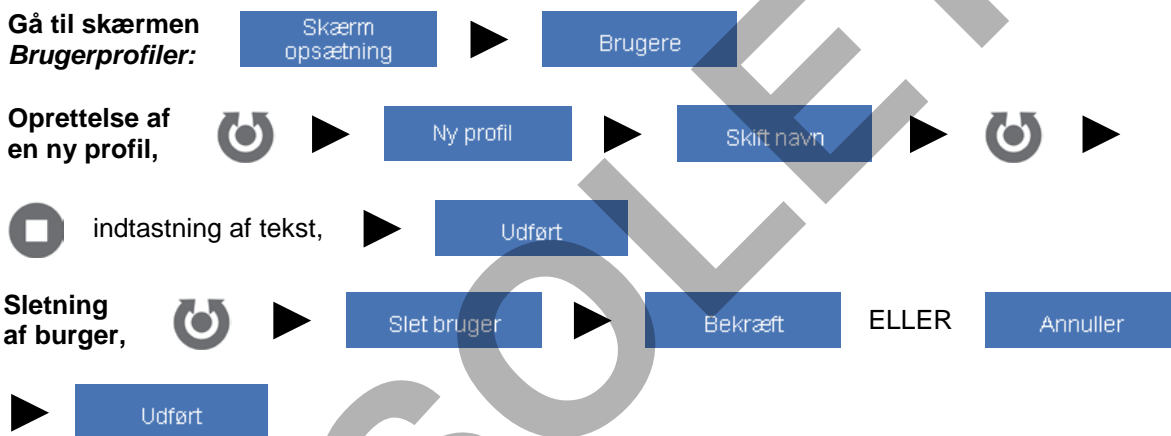 Gå til skærmen
Brugerprofiler:
Skærm
opsætning
Brugere
Oprettelse af
en ny profil,
Ny profil
Skift navn
indtastning af tekst,
Udført
Sletning
af burger,
Slet bruger
Bekræft
ELLER
Annuller
Udført